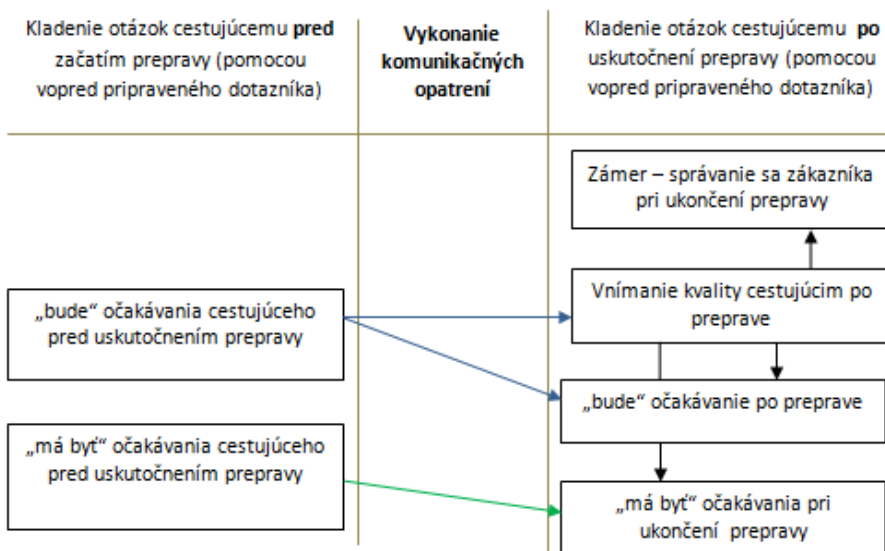 Kladenie otázok cestujúcemu pred
začatím prepravy (pomocou
vopred pripraveného dotazníka)
Vykonanie
komunikačných
opatrení
Kladenie otázok cestujúcemu po
uskutočnení prepravy (pomocou
vopred pripraveného dotazníka)
Zámer – správanie sa zákazníka
pri ukončení prepravy
„bude“ očakávania cestujúceho
pred uskutočnením prepravy
Vnímanie kvality cestujúcim po
preprave
„bude“ očakávanie po preprave
„má byť“ očakávania cestujúceho
pred uskutočnením prepravy
„má byť“ očakávania pri
ukončení prepravy